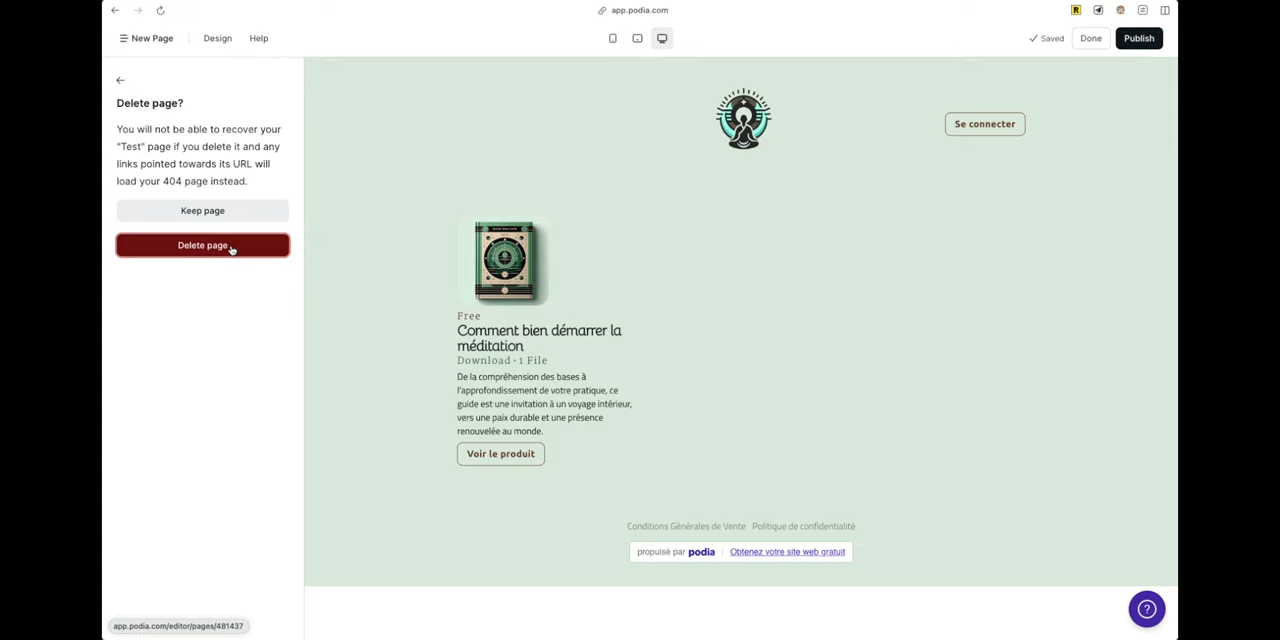 app.podia.com
New Page
Design
Help
Saved
Done
Publish
Delete page?
You will not be able to recover your
"Test" page if you delete it and any
links pointed towards its URL will
load your 404 page instead.
Keep page
Delete page
Se connecter
Free
Comment bien démarrer la
méditation
Download · 1 File
De la compréhension des bases à
l'approfondissement de votre pratique, ce
guide est une invitation à un voyage intérieur,
vers une paix durable et une présence
renouvelée au monde.
Voir le produit
Conditions Générales de Vente Politique de confidentialité
propulsé par podia Obtenez votre site web gratuit
app.podia.com/editor/pages/481437